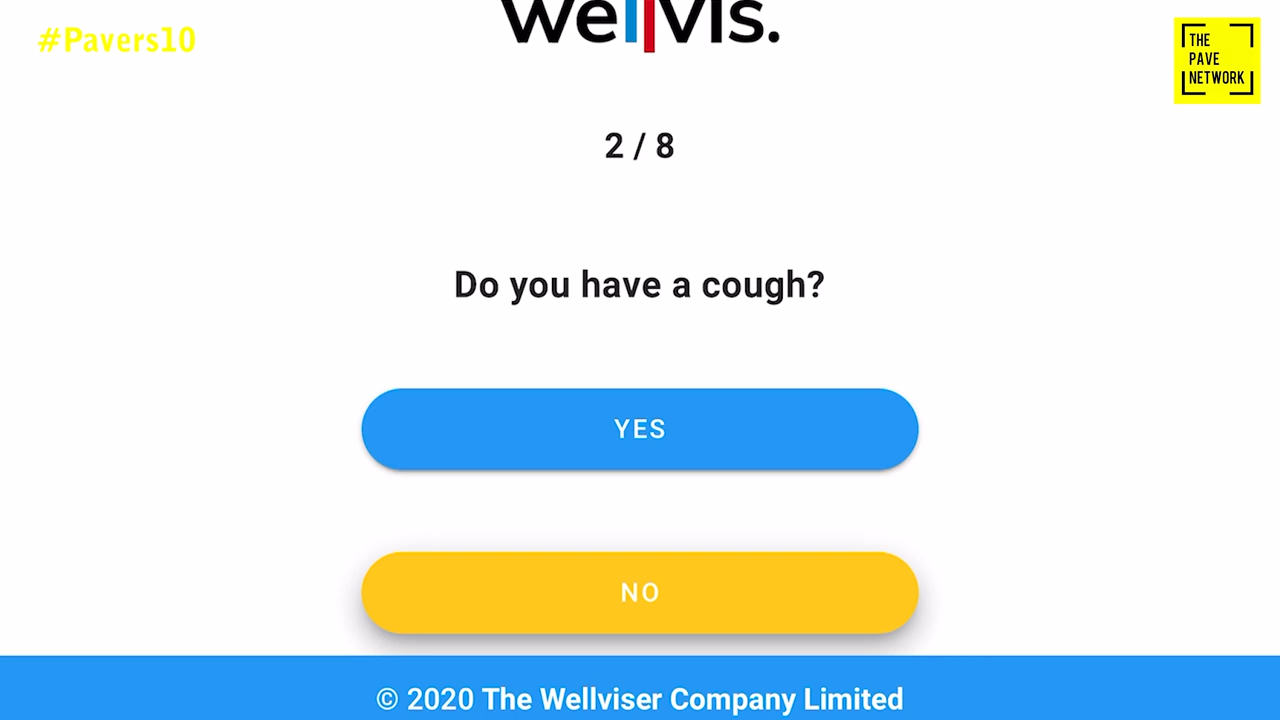 #Pavers10
wellvis.
THE
PAVE
NETWORK
2 / 8
Do you have a cough?
YES
NO
© 2020 The Wellviser Company Limited